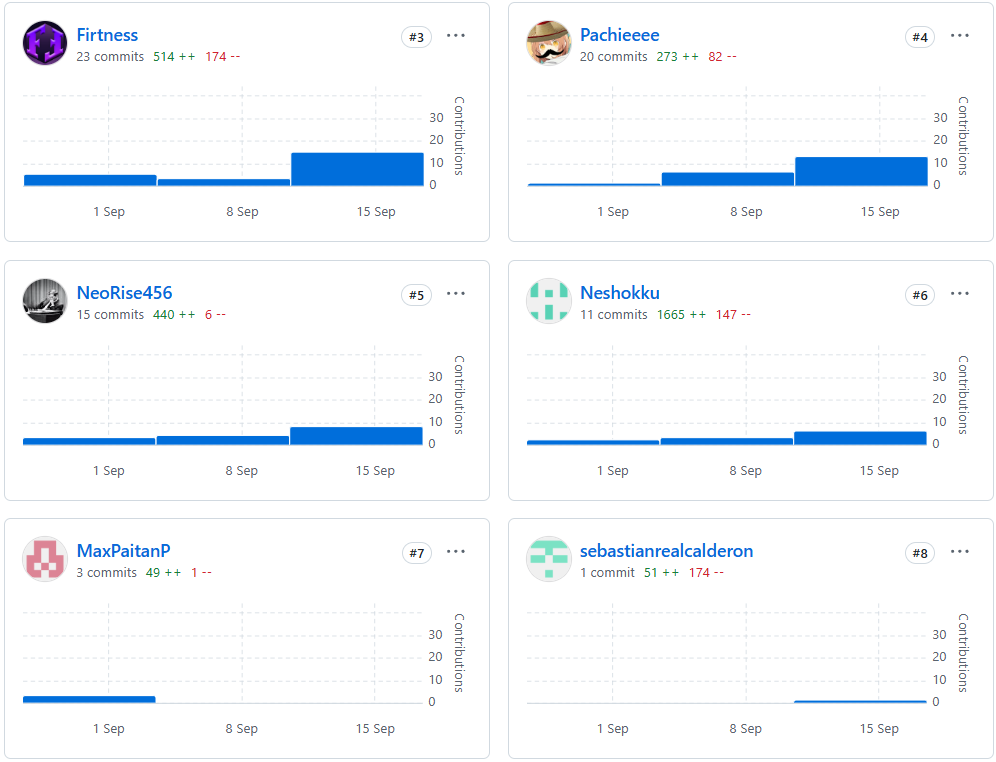 Firtness
#3
23 commits 514 ++ 174 --
Contributions
30
20
10
0
1 Sep 8 Sep 15 Sep
Pachieeee
#4
20 commits 273 ++ 82 --
Contributions
30
20
10
0
1 Sep 8 Sep 15 Sep
NeoRise456
#5
15 commits 440 ++ 6 --
Contributions
30
20
10
0
1 Sep 8 Sep 15 Sep
Neshokku
#6
11 commits 1665 ++ 147 --
Contributions
30
20
10
0
1 Sep 8 Sep 15 Sep
MaxPaitanP
#7
3 commits 49 ++ 1 --
Contributions
30
20
10
0
1 Sep 8 Sep 15 Sep
sebastianrealcalderon
#8
1 commit 51 ++ 174 --
Contributions
30
20
10
0
1 Sep 8 Sep 15 Sep